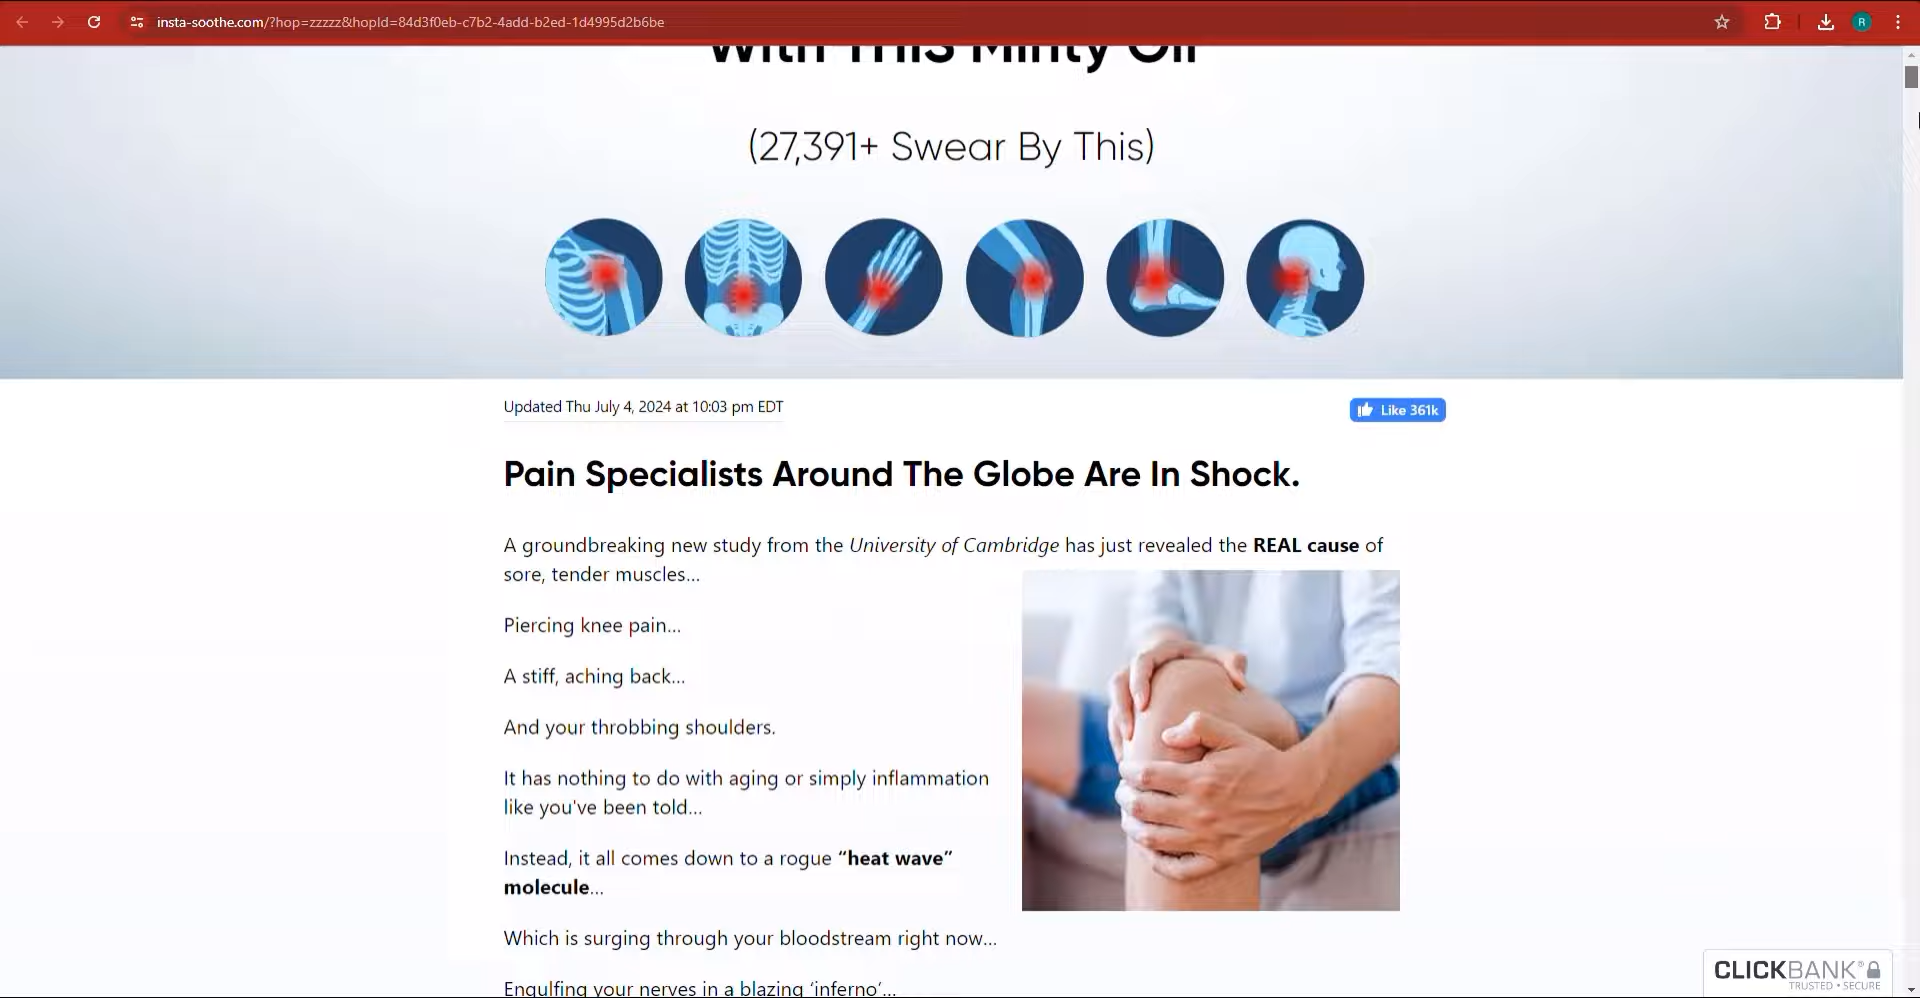 insta-soothe.com/?hop=zzzzz&hopId=84d3f0eb-c7b2-4add-b2ed-1d4995d2b6be
R
With This Minty Oil
(27,391+ Swear By This)
Updated Thu July 4, 2024 at 10:03 pm EDT
Like 361k
Pain Specialists Around The Globe Are In Shock.
A groundbreaking new study from the University of Cambridge has just revealed the REAL cause of
sore, tender muscles...
Piercing knee pain...
A stiff, aching back...
And your throbbing shoulders.
It has nothing to do with aging or simply inflammation
like you've been told...
Instead, it all comes down to a rogue “heat wave”
molecule...
Which is surging through your bloodstream right now...
Engulfing your nerves in a blazing ‘inferno’...
CLICKBANK®
TRUSTED • SECURE